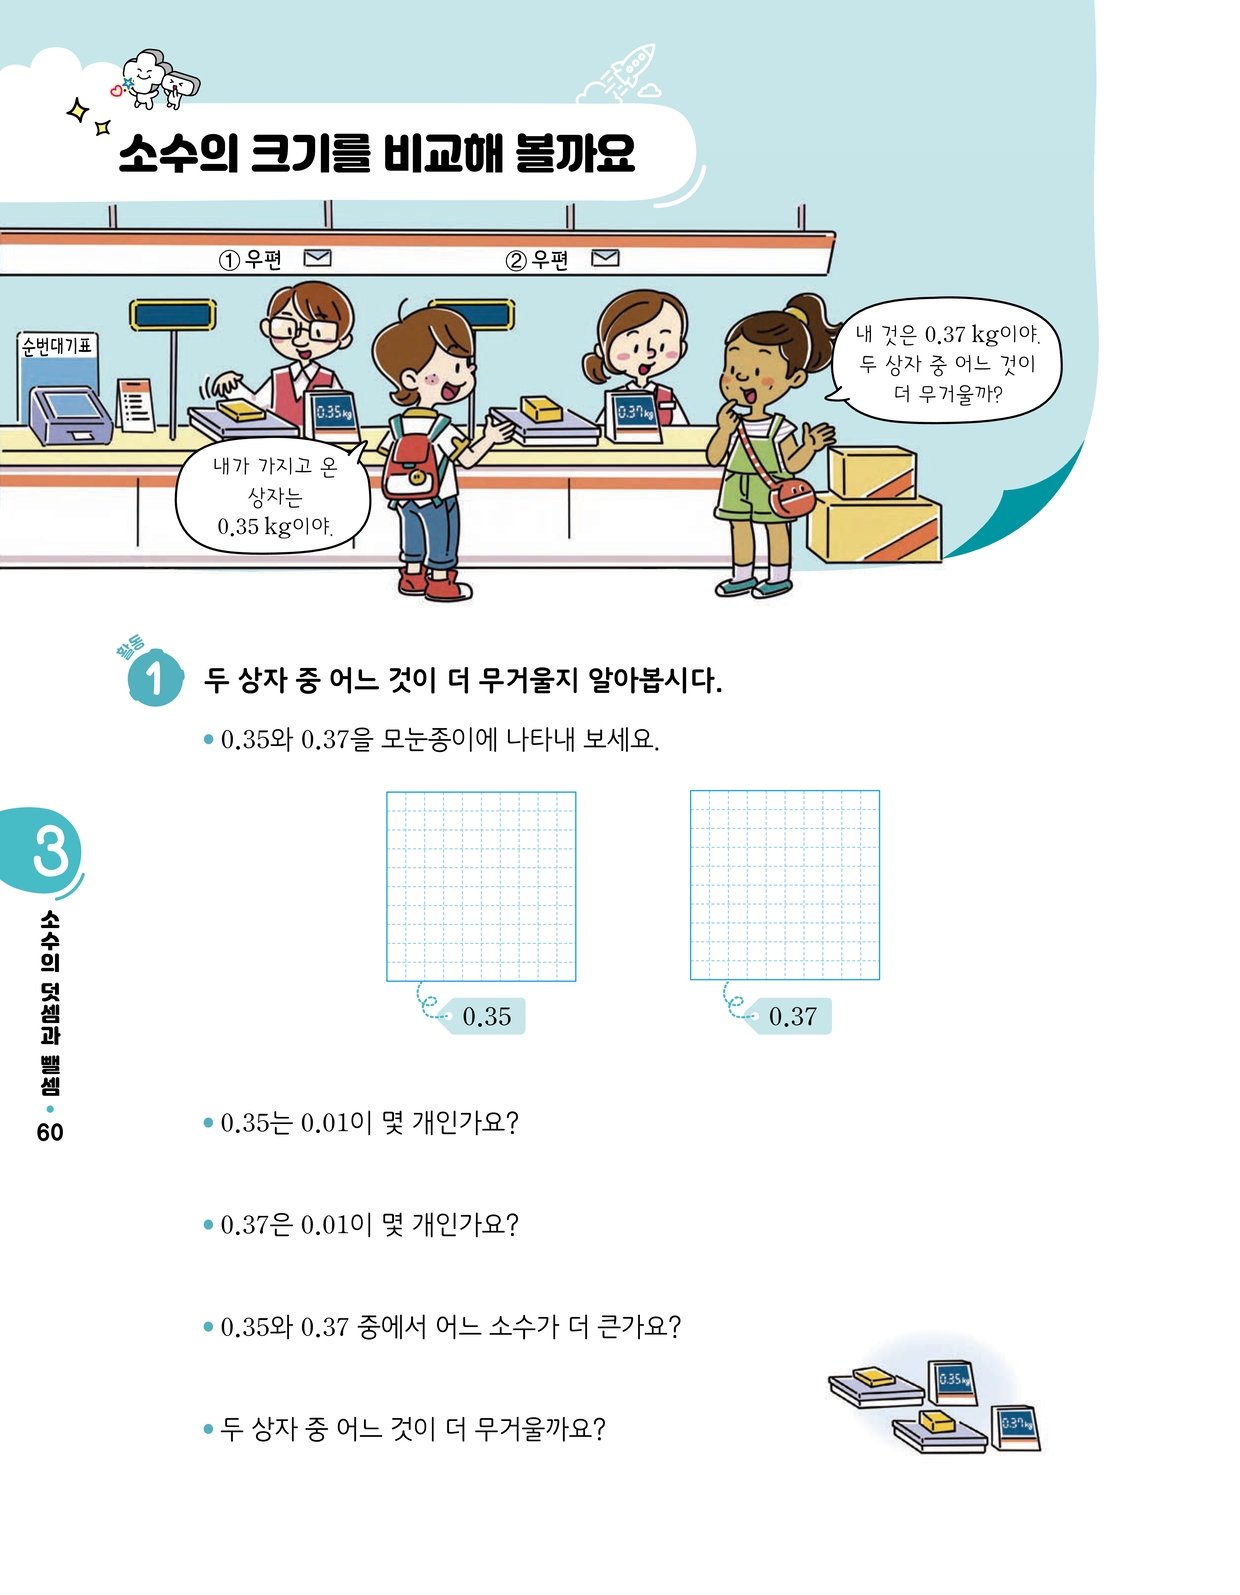 소수의 크기를 비교해 볼까요
① 우편
② 우편
순번대기표
0.35kg
0.37kg
내 것은 0.37 kg이야.
두 상자 중 어느 것이
더 무거울까?
내가 가지고 온
상자는
0.35 kg이야.
활동
1 두 상자 중 어느 것이 더 무거울지 알아봅시다.
• 0.35와 0.37을 모눈종이에 나타내 보세요.
0.35
0.37
3
소수의 덧셈과 뺄셈 •
60
• 0.35는 0.01이 몇 개인가요?
• 0.37은 0.01이 몇 개인가요?
• 0.35와 0.37 중에서 어느 소수가 더 큰가요?
• 두 상자 중 어느 것이 더 무거울까요?
0.35kg
0.37kg